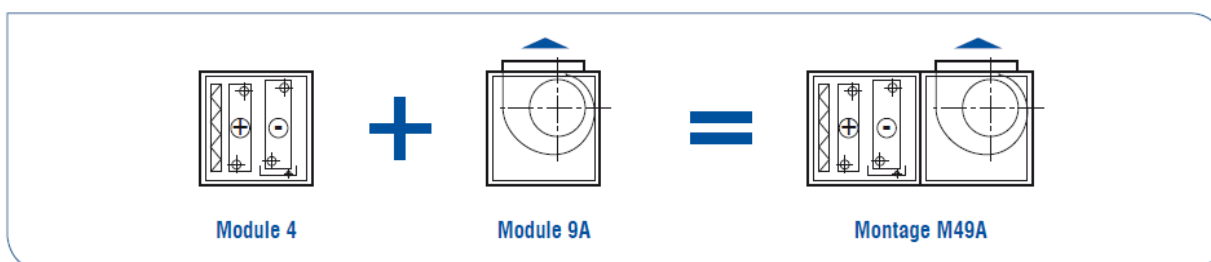 + - + = + -
Module 4 Module 9A Montage M49A